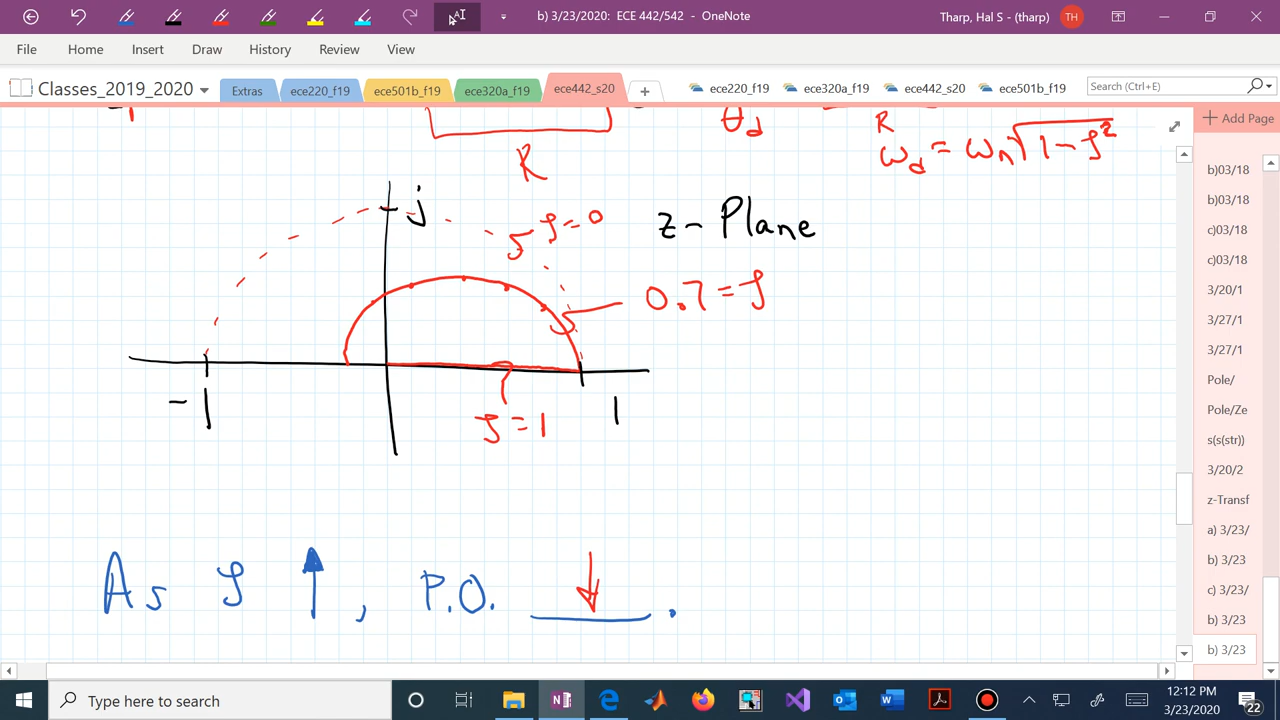 b) 3/23/2020: ECE 442/542 - OneNote
Tharp, Hal S - (tharp) TH
File Home Insert Draw History Research Review View
Classes_2019_2020 Extras ece220_f19 ece501b_f19 ece320a_f19 ece442_s20 ece220_f19 ece320a_f19 ece442_s20 ece501b_f19 Search (Ctrl+E)
Add Page
θd R
R
ωd = ωn√1-ζ²
j
ζ=0
z-Plane
0.7=ζ
-1
ζ=1
1
As ζ ↑, P.O. ↓.
b)03/18
b)03/18
c)03/18
c)03/18
3/20/1
3/27/1
3/27/1
Pole/
Pole/Ze
s(s(str))
3/20/2
z-Transf
a) 3/23/
b) 3/23
c) 3/23/
b) 3/23
b) 3/23
Type here to search
12:12 PM
3/23/2020
22